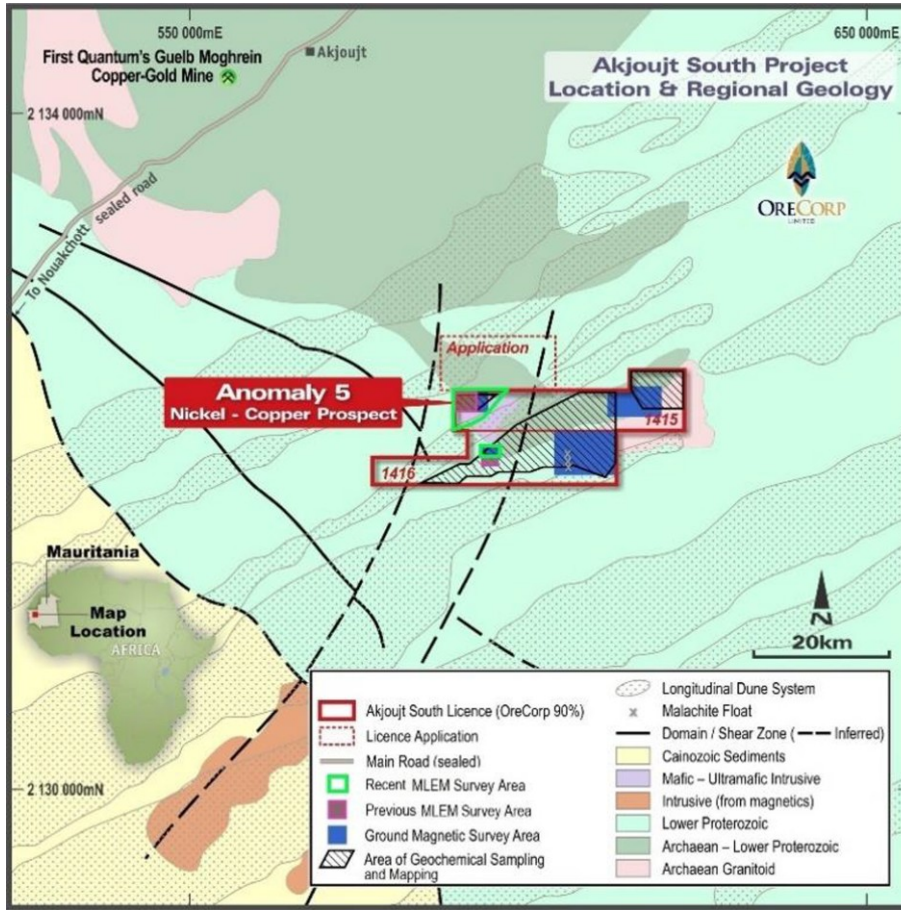 550 000mE
650 000mE
First Quantum's Guelb Moghrein
Copper-Gold Mine
Akjoujt
Akjoujt South Project
Location & Regional Geology
2 134 000mN
ORECORP
LIMITED
To Nouakchott sealed road
Application
Anomaly 5
Nickel - Copper Prospect
1415
1416
Mauritania
Map
Location
AFRICA
N
20km
Akjoujt South Licence (OreCorp 90%)
Licence Application
Main Road (sealed)
Recent MLEM Survey Area
Previous MLEM Survey Area
Ground Magnetic Survey Area
Area of Geochemical Sampling
and Mapping
Longitudinal Dune System
Malachite Float
Domain / Shear Zone ( Inferred)
Cainozoic Sediments
Mafic – Ultramafic Intrusive
Intrusive (from magnetics)
Lower Proterozoic
Archaean – Lower Proterozoic
Archaean Granitoid
2 130 000mN